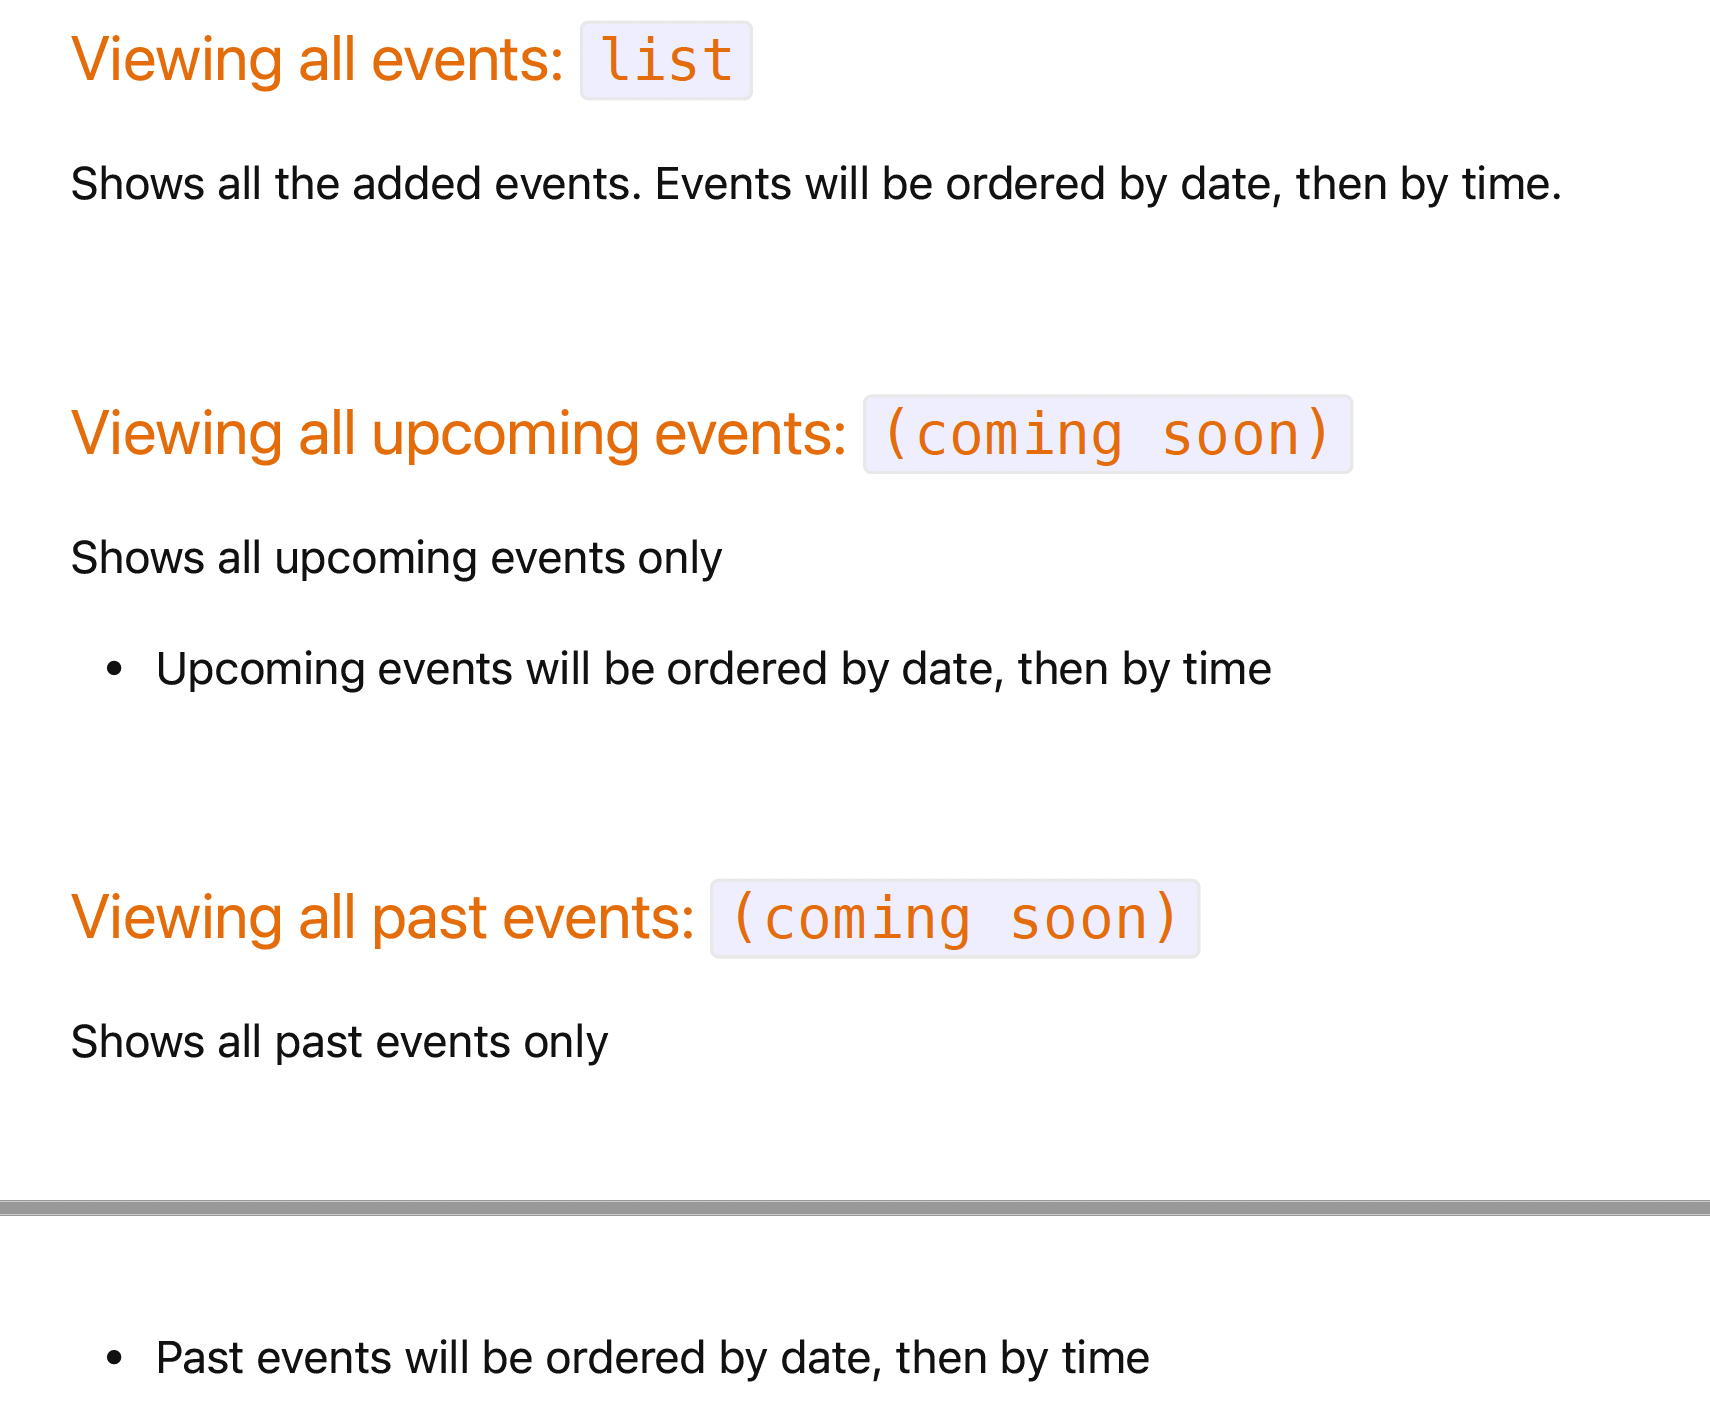 Viewing all events: list
Shows all the added events. Events will be ordered by date, then by time.
Viewing all upcoming events: (coming soon)
Shows all upcoming events only
• Upcoming events will be ordered by date, then by time
Viewing all past events: (coming soon)
Shows all past events only
• Past events will be ordered by date, then by time